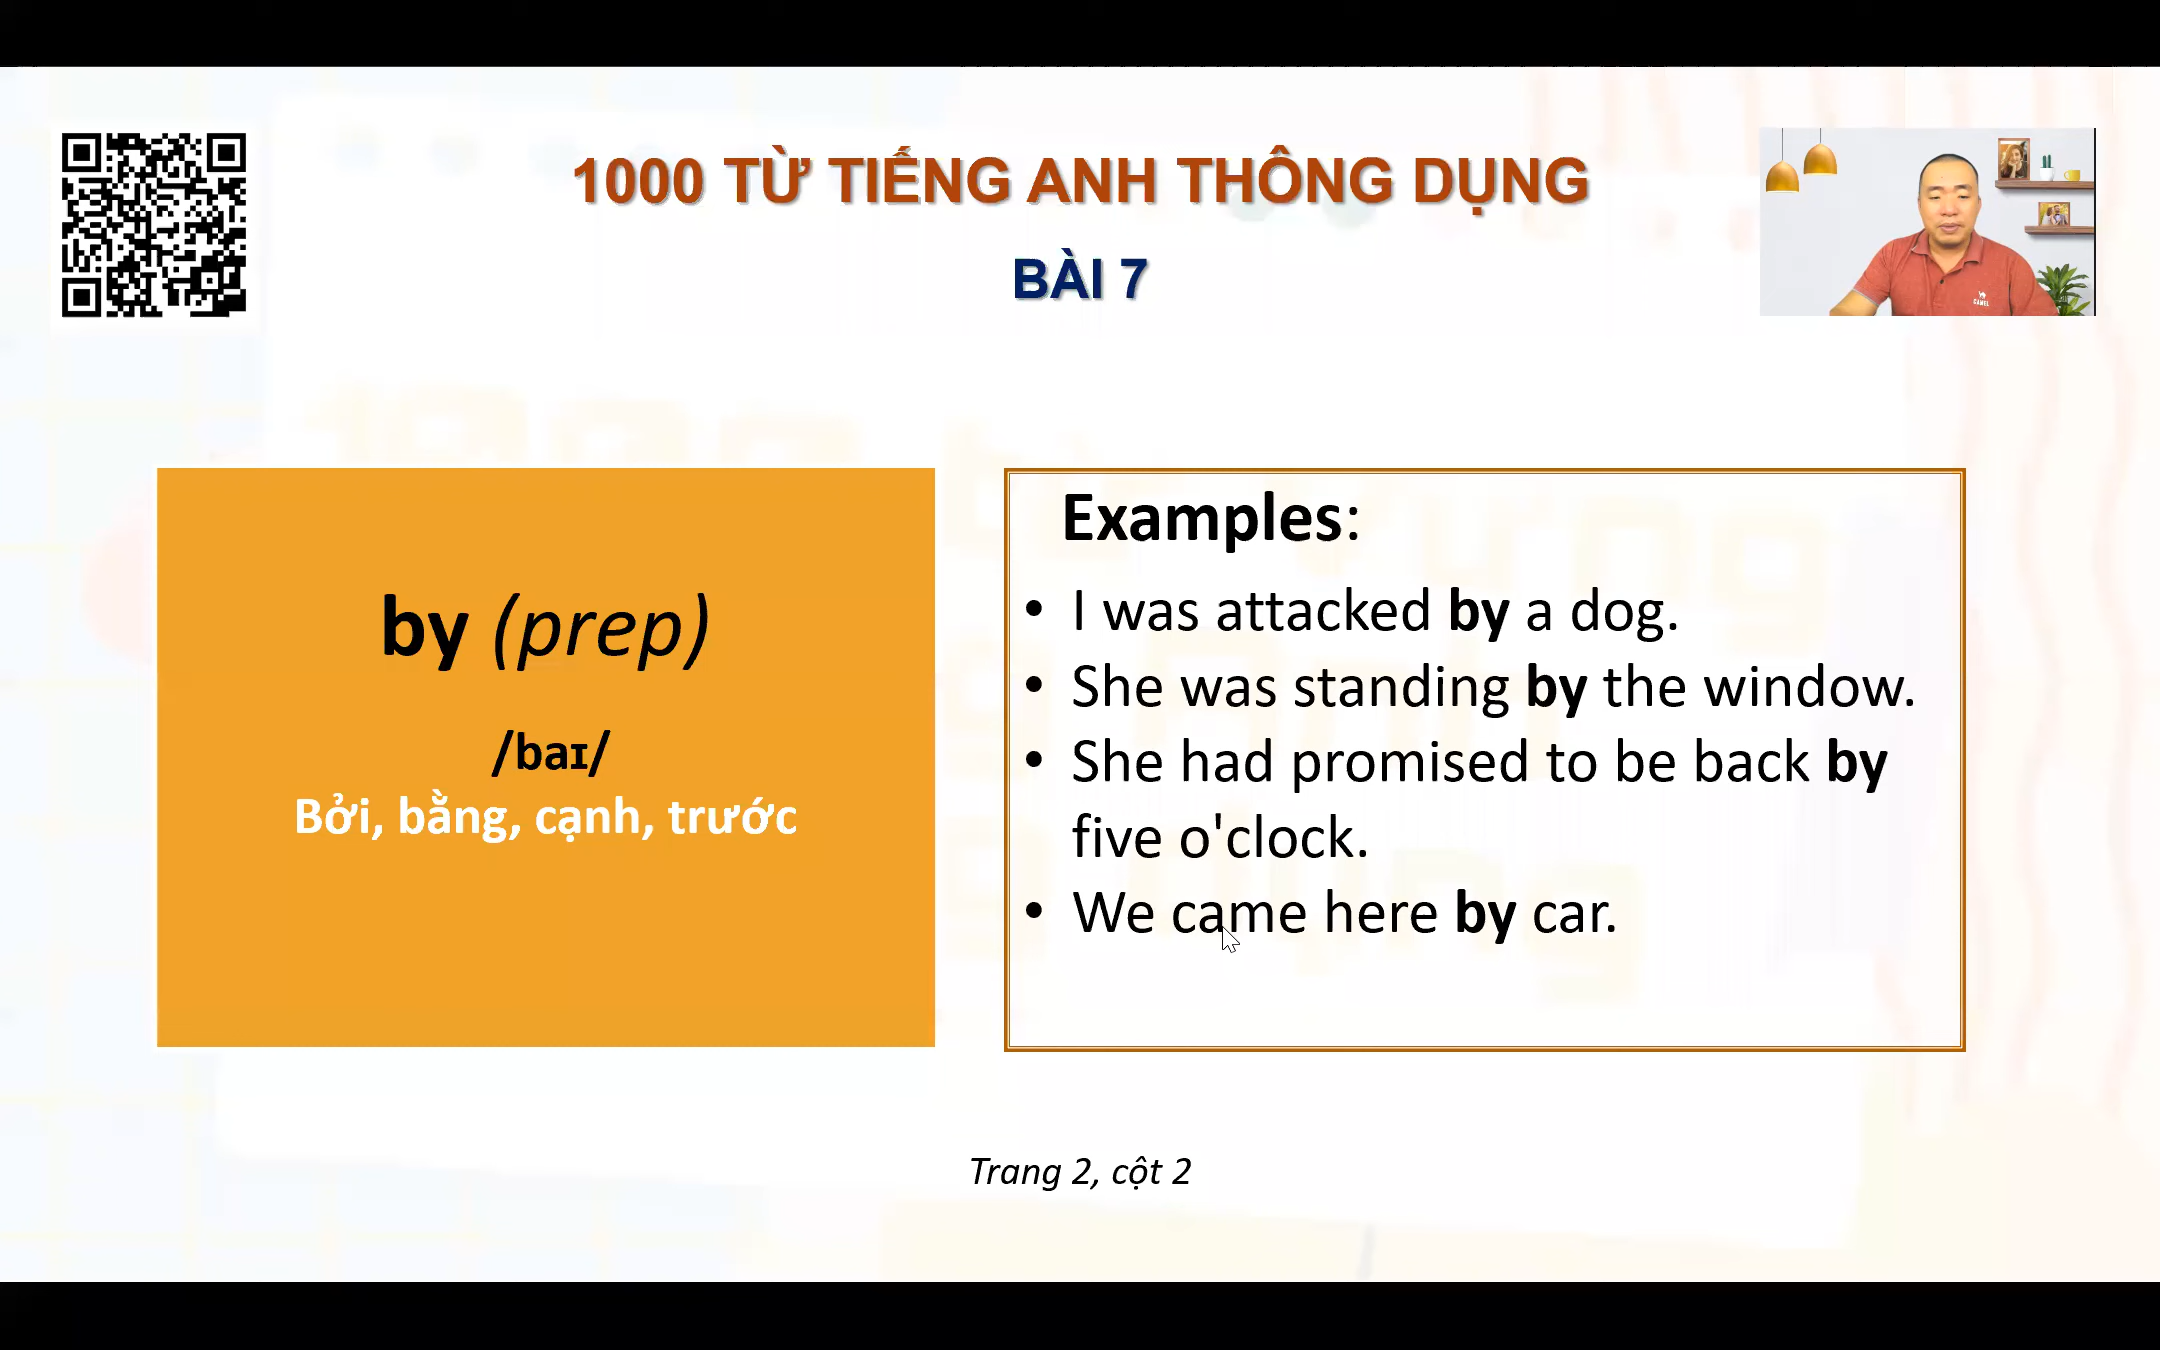 1000 TỪ TIẾNG ANH THÔNG DỤNG
BÀI 7
by (prep)
/baɪ/
Bởi, bằng, cạnh, trước
Examples:
• I was attacked by a dog.
• She was standing by the window.
• She had promised to be back by
five o'clock.
• We came here by car.
Trang 2, cột 2
CAMEL